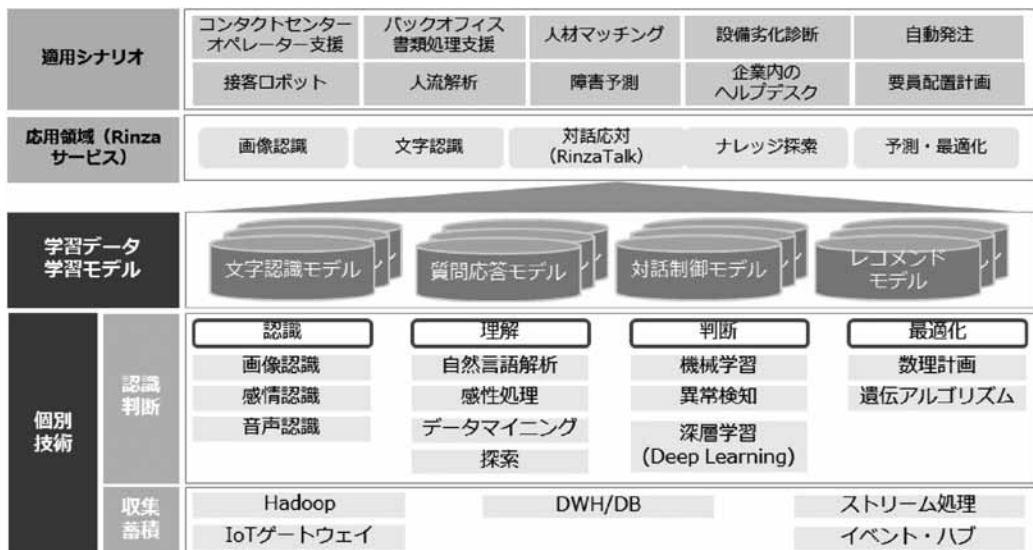 適用シナリオ
コンタクトセンター
オペレーター支援
バックオフィス
書類処理支援
人材マッチング
設備劣化診断
自動発注
接客ロボット
人流解析
障害予測
企業内の
ヘルプデスク
要員配置計画
応用領域（Rinza
サービス）
画像認識
文字認識
対話応対
(RinzaTalk)
ナレッジ探索
予測・最適化
学習データ
学習モデル
文字認識モデル
質問応答モデル
対話制御モデル
レコメンド
モデル
個別
技術
認識
判断
認識
理解
判断
最適化
画像認識
自然言語解析
機械学習
数理計画
感情認識
感性処理
異常検知
遺伝アルゴリズム
音声認識
データマイニング
深層学習
(Deep Learning)
探索
収集
蓄積
Hadoop
DWH/DB
ストリーム処理
IoTゲートウェイ
イベント・ハブ